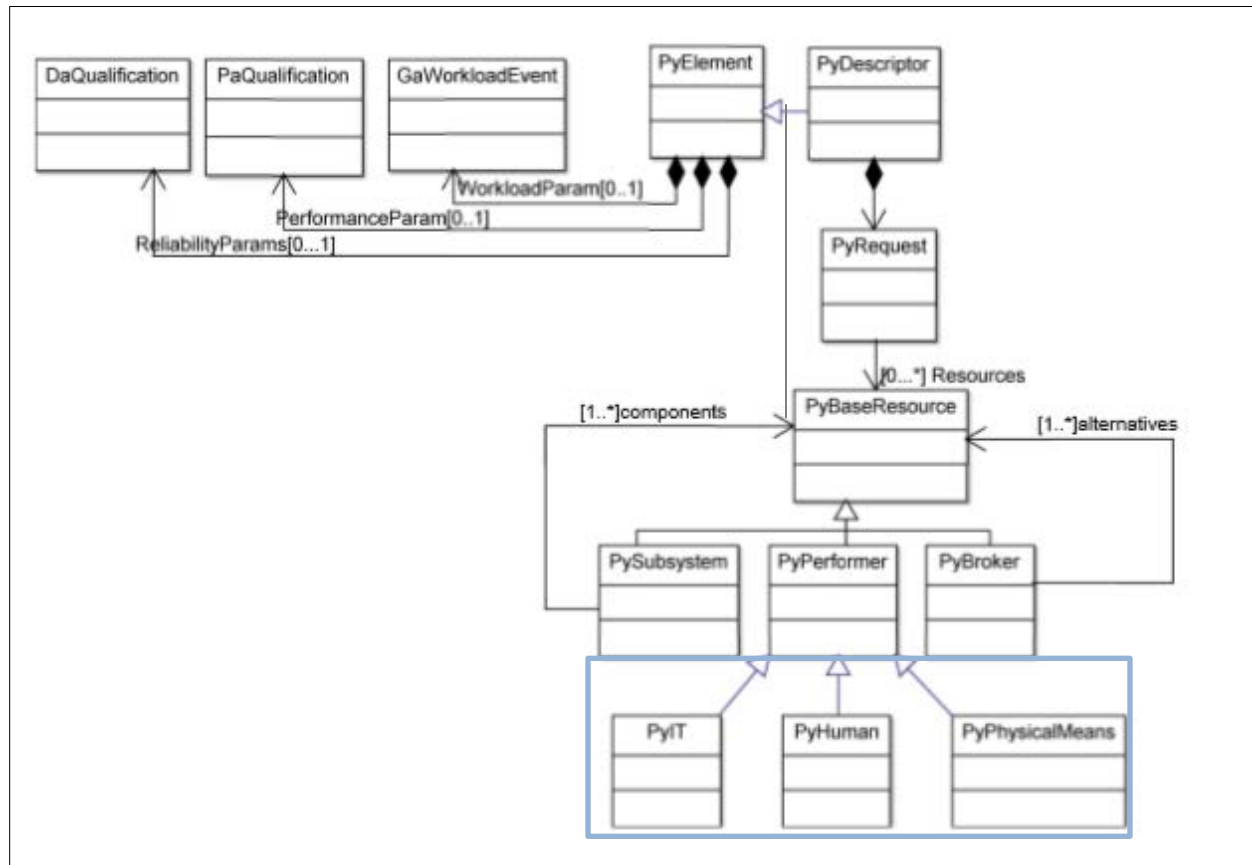 DaQualification
PaQualification
GaWorkloadEvent
PyElement
PyDescriptor
WorkloadParam[0..1]
PerformanceParam[0..1]
ReliabilityParams[0...1]
PyRequest
[0...*] Resources
[1..*]components
PyBaseResource
[1..*]alternatives
PySubsystem
PyPerformer
PyBroker
PyIT
PyHuman
PyPhysicalMeans